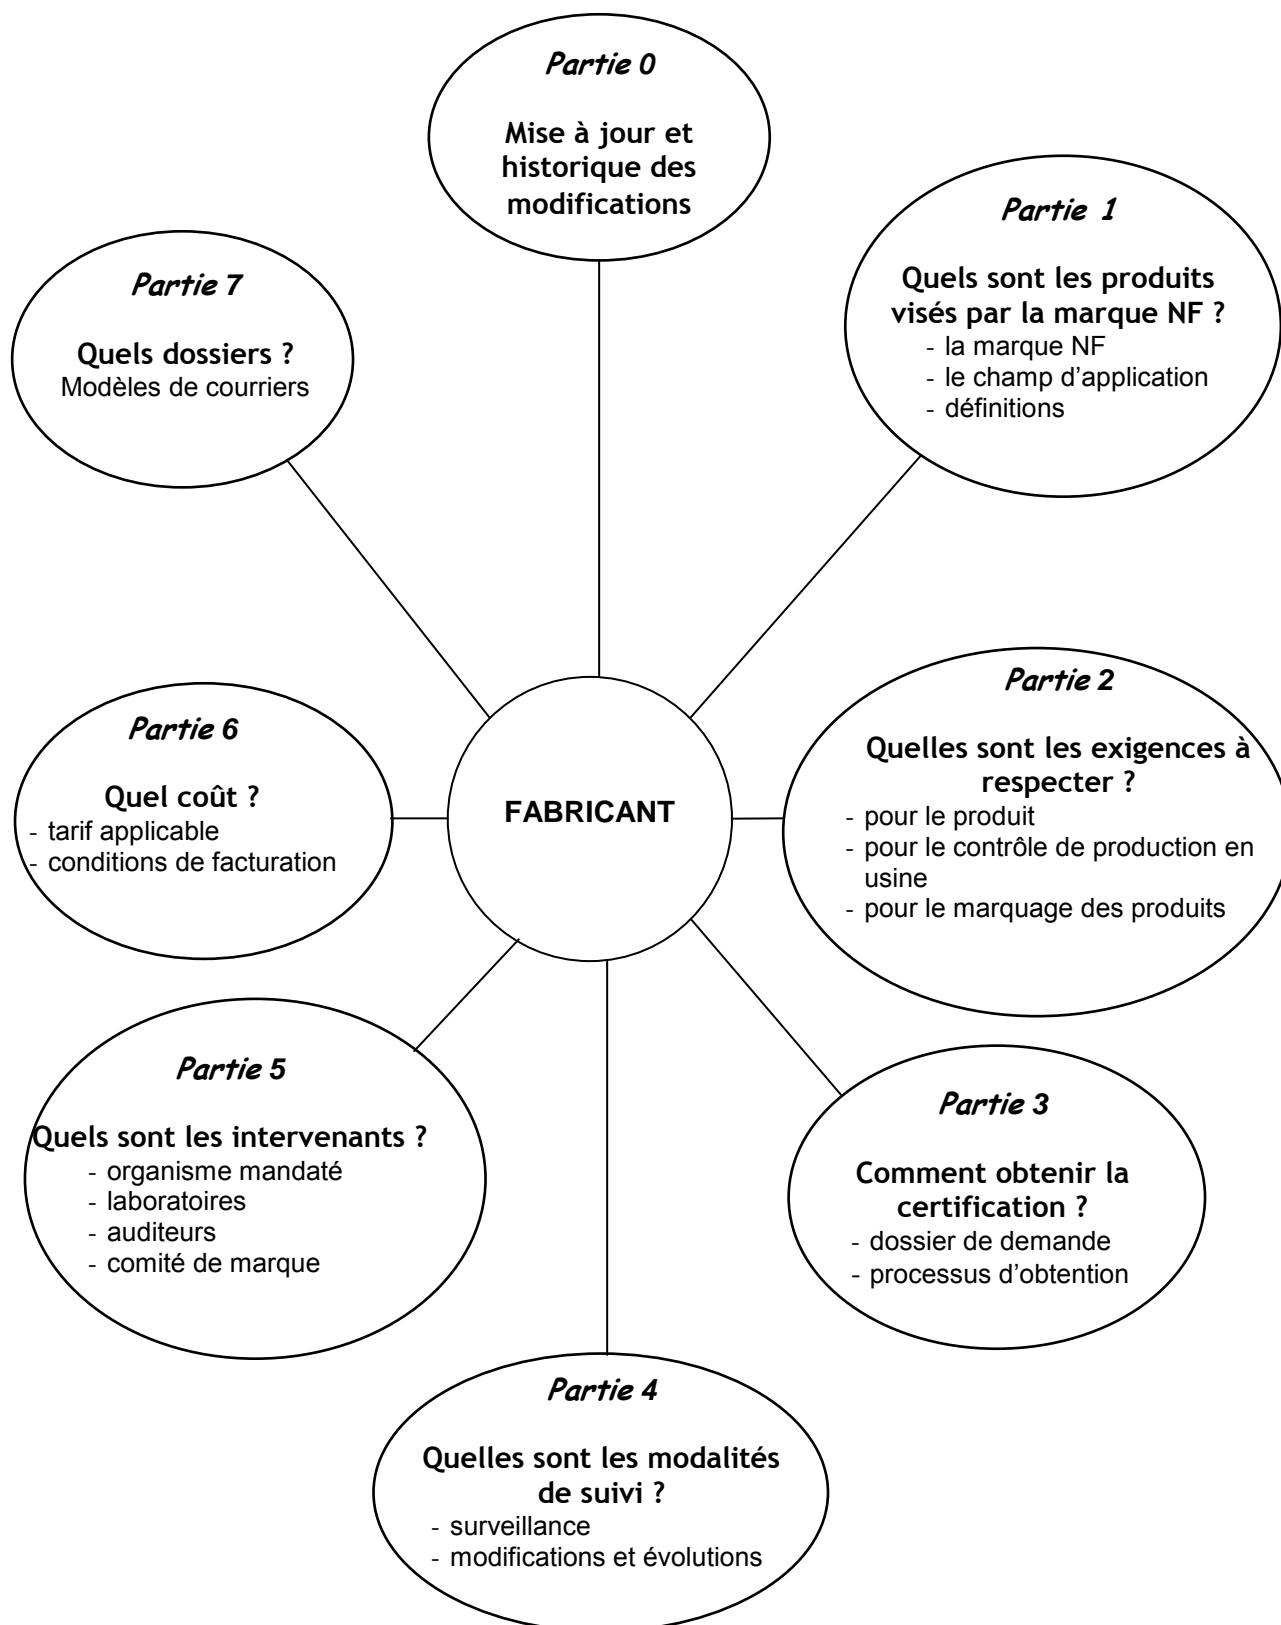 Partie 0
Mise à jour et
historique des
modifications
Partie 1
Quels sont les produits
visés par la marque NF ?
- la marque NF
- le champ d’application
- définitions
Partie 7
Quels dossiers ?
Modèles de courriers
Partie 2
Quelles sont les exigences à
respecter ?
- pour le produit
- pour le contrôle de production en
usine
- pour le marquage des produits
Partie 6
Quel coût ?
- tarif applicable
- conditions de facturation
FABRICANT
Partie 5
Quels sont les intervenants ?
- organisme mandaté
- laboratoires
- auditeurs
- comité de marque
Partie 3
Comment obtenir la
certification ?
- dossier de demande
- processus d’obtention
Partie 4
Quelles sont les modalités
de suivi ?
- surveillance
- modifications et évolutions